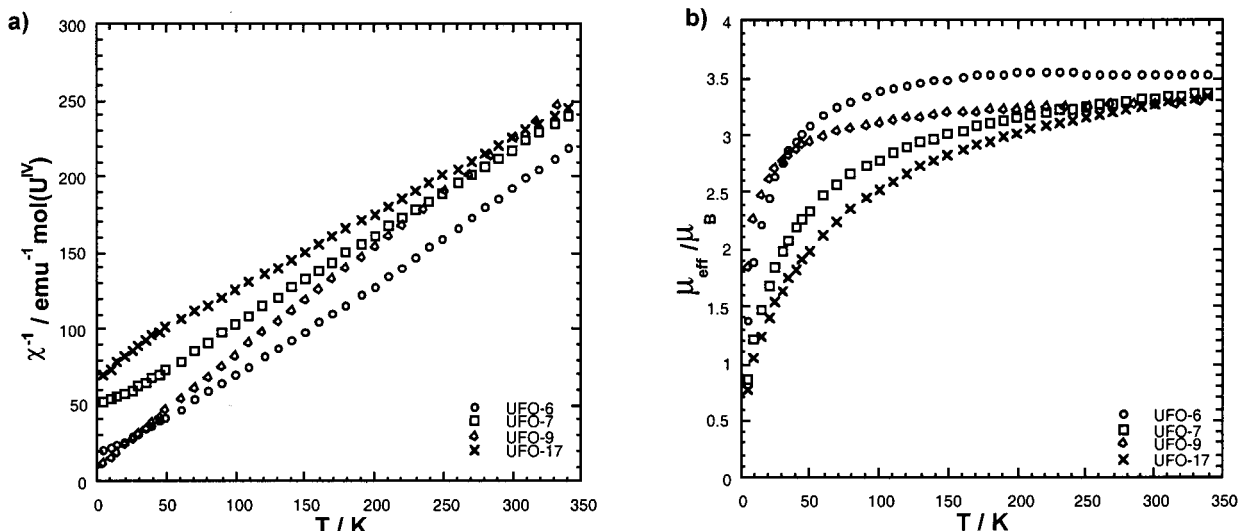 a)
300
250
200
150
100
50
0
χ⁻¹ / emu⁻¹ mol(Uᴵⱽ)
UFO-6
UFO-7
UFO-9
UFO-17
0 50 100 150 200 250 300 350
T / K
b)
4
3.5
3
2.5
2
1.5
1
0.5
0
μeff /μB
UFO-6
UFO-7
UFO-9
UFO-17
0 50 100 150 200 250 300 350
T / K